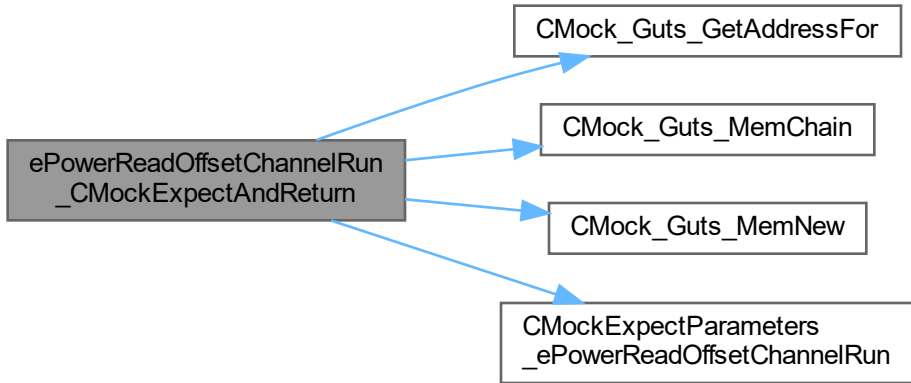 ePowerReadOffsetChannelRun
_CMockExpectAndReturn
CMock_Guts_GetAddressFor
CMock_Guts_MemChain
CMock_Guts_MemNew
CMockExpectParameters
_ePowerReadOffsetChannelRun